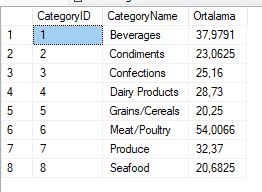 CategoryID CategoryName Ortalama
1 1 Beverages 37,9791
2 2 Condiments 23,0625
3 3 Confections 25,16
4 4 Dairy Products 28,73
5 5 Grains/Cereals 20,25
6 6 Meat/Poultry 54,0066
7 7 Produce 32,37
8 8 Seafood 20,6825